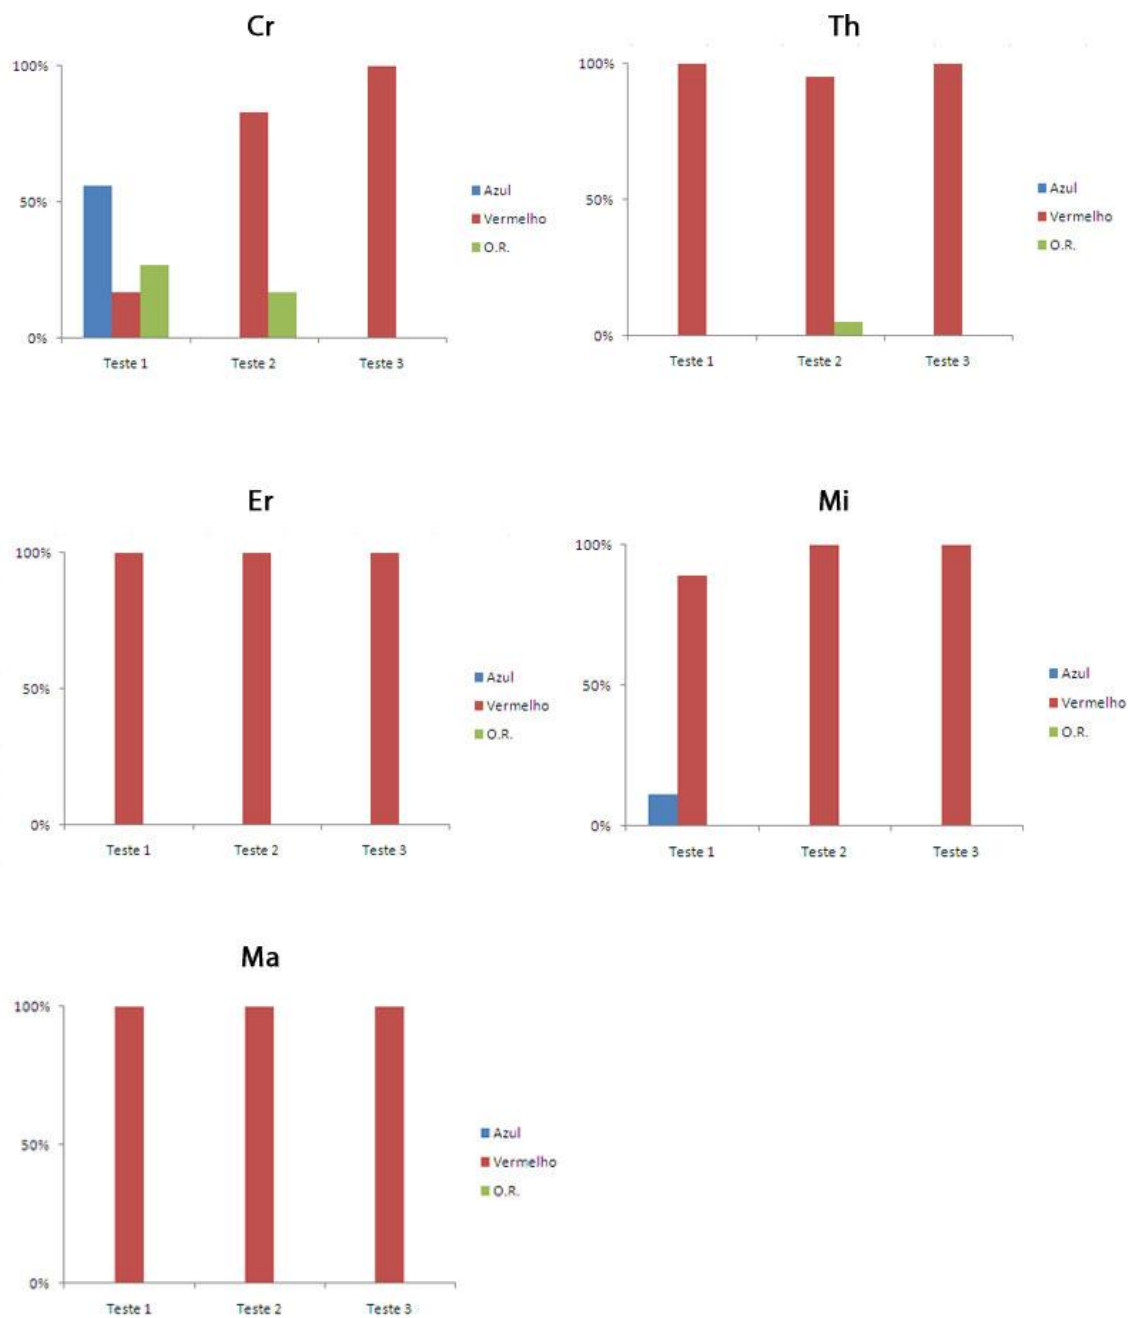 Cr
100%
50%
0%
Teste 1
Teste 2
Teste 3
Azul
Vermelho
O.R.
Th
100%
50%
0%
Teste 1
Teste 2
Teste 3
Azul
Vermelho
O.R.
Er
100%
50%
0%
Teste 1
Teste 2
Teste 3
Azul
Vermelho
O.R.
Mi
100%
50%
0%
Teste 1
Teste 2
Teste 3
Azul
Vermelho
O.R.
Ma
100%
50%
0%
Teste 1
Teste 2
Teste 3
Azul
Vermelho
O.R.